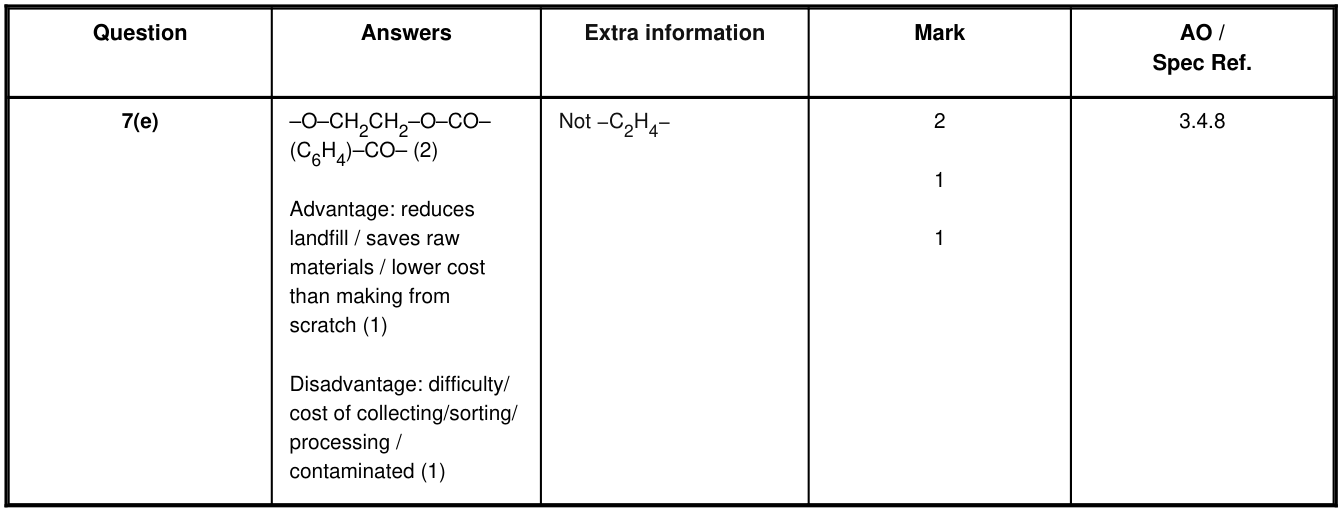 Question Answers Extra information Mark AO /
Spec Ref.
7(e) –O–CH2CH2–O–CO– Not –C2H4– 2 3.4.8
(C6H4)–CO– (2)
1
Advantage: reduces
landfill / saves raw 1
materials / lower cost
than making from
scratch (1)
Disadvantage: difficulty/
cost of collecting/sorting/
processing /
contaminated (1)